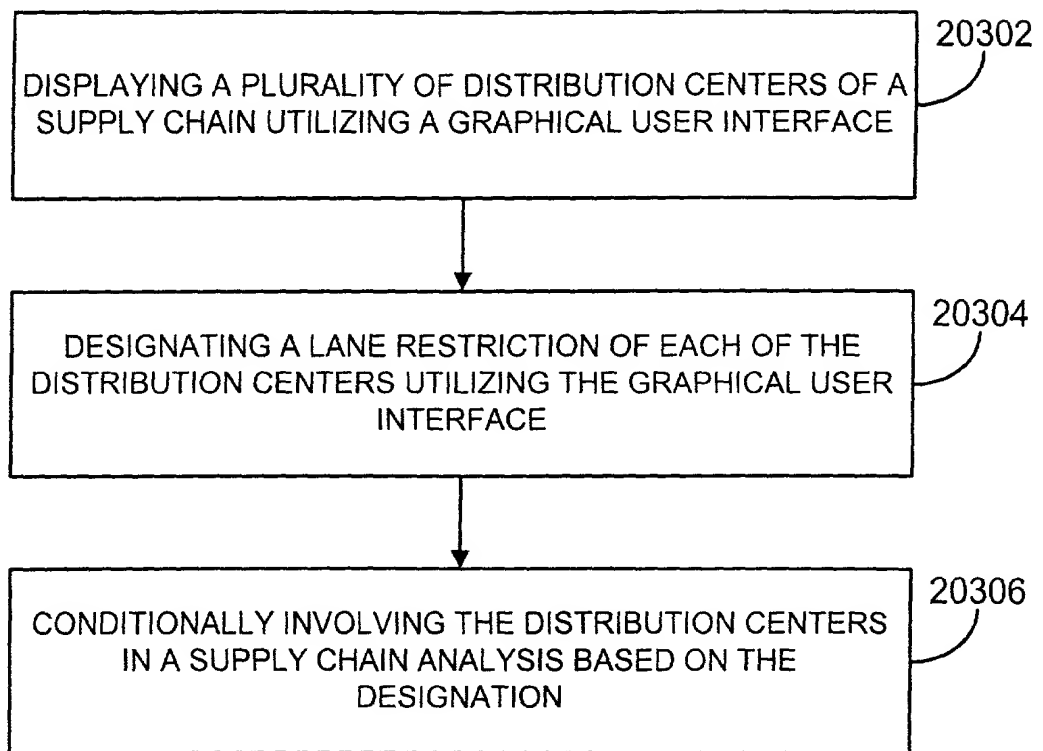 20302
DISPLAYING A PLURALITY OF DISTRIBUTION CENTERS OF A
SUPPLY CHAIN UTILIZING A GRAPHICAL USER INTERFACE
20304
DESIGNATING A LANE RESTRICTION OF EACH OF THE
DISTRIBUTION CENTERS UTILIZING THE GRAPHICAL USER
INTERFACE
20306
CONDITIONALLY INVOLVING THE DISTRIBUTION CENTERS
IN A SUPPLY CHAIN ANALYSIS BASED ON THE
DESIGNATION